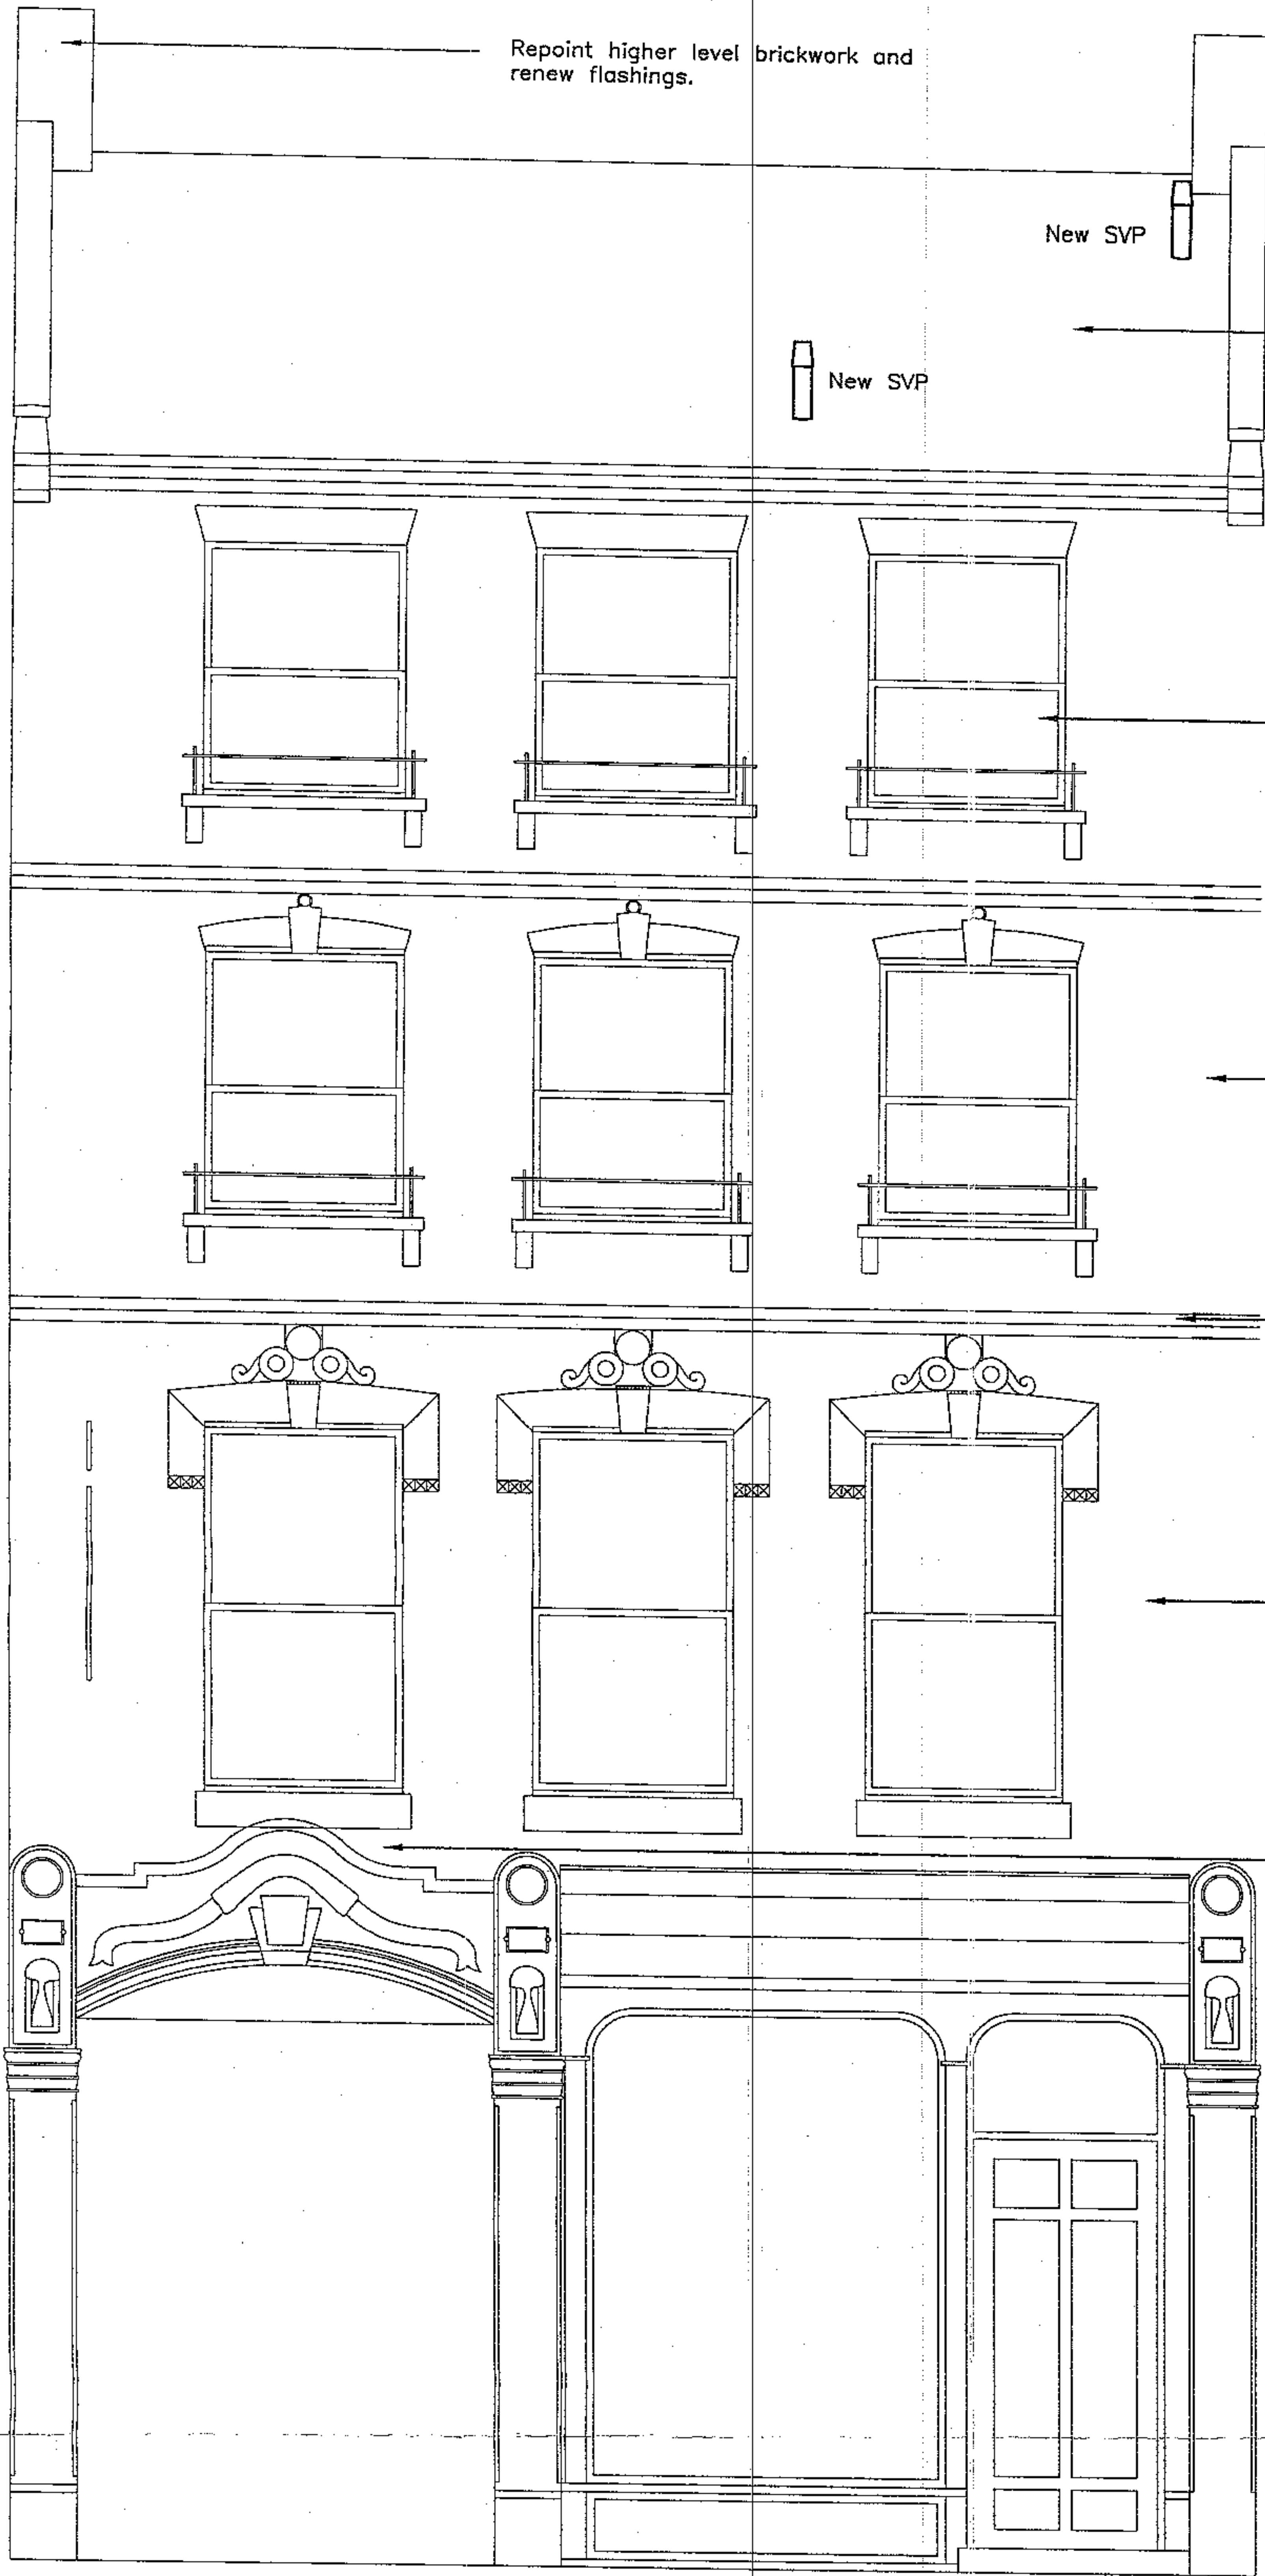 Repoint higher level brickwork and
renew flashings.
New SVP
New SVP